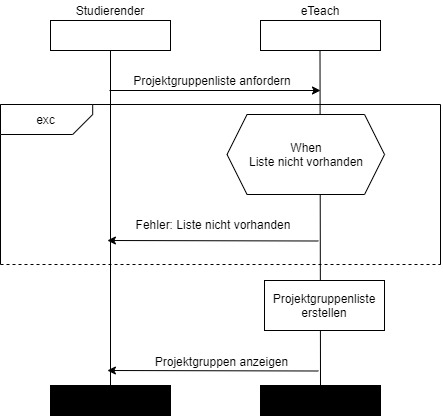 Studierender
eTeach
Projektgruppenliste anfordern
exc
When
Liste nicht vorhanden
Fehler: Liste nicht vorhanden
Projektgruppenliste
erstellen
Projektgruppen anzeigen